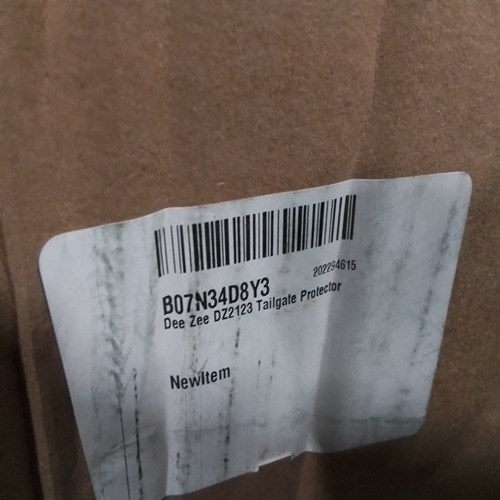 202294615
B07N34D8Y3
Dee Zee DZ2123 Tailgate Protector
NewItem